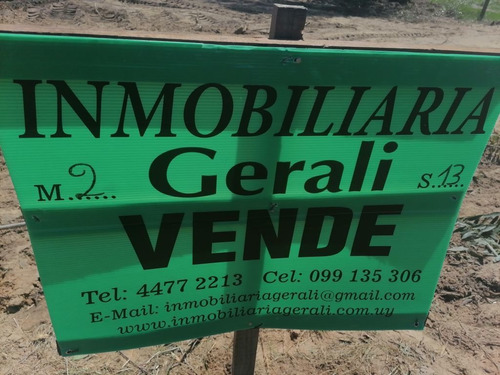 INMOBILIARIA
M.2...... Gerali S.13......
VENDE
Tel: 4477 2213 Cel: 099 135 306
E-Mail: inmobiliariagerali@gmail.com
www.inmobiliariagerali.com.uy